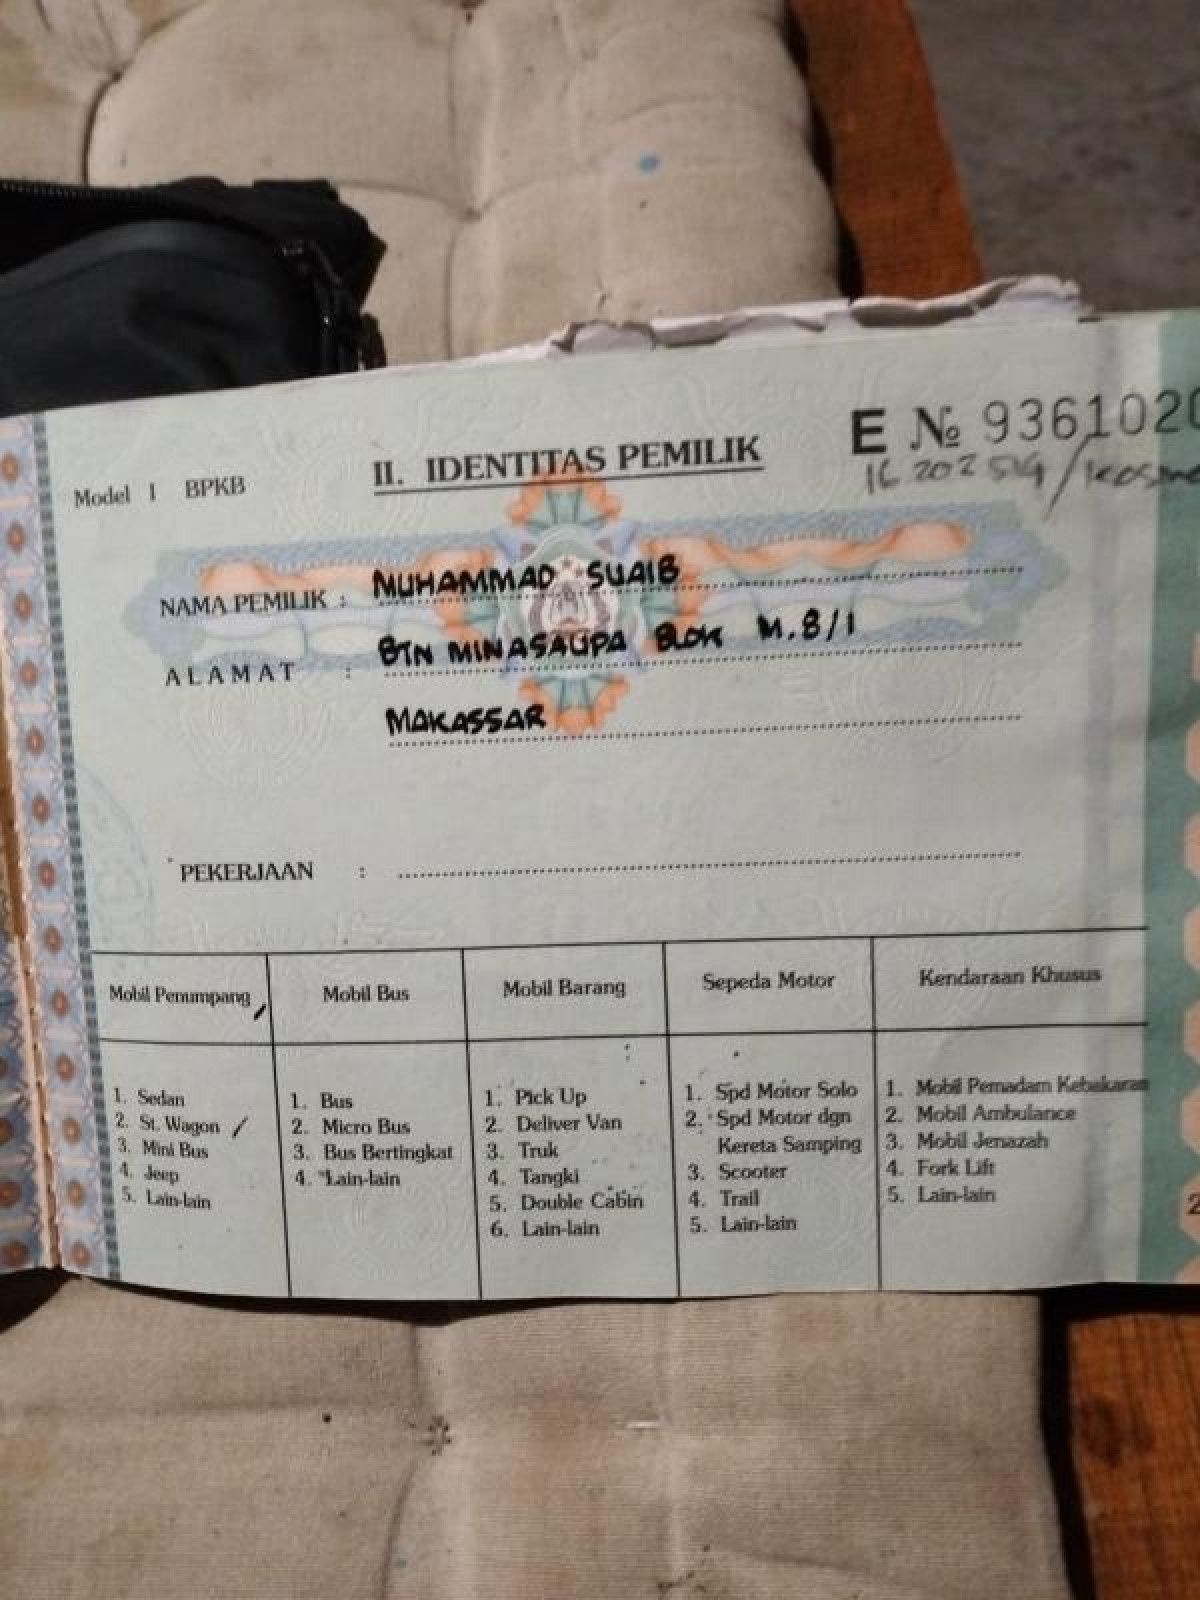 E № 9361020
Model 1 BPKB
II. IDENTITAS PEMILIK
NAMA PEMILIK : MUHAMMAD SUAIB
ALAMAT : BTN MINASAUPA BLOK M.8/1
MAKASSAR
PEKERJAAN :
Mobil Penumpang
1. Sedan
2. St. Wagon /
3. Mini Bus
4. Jeep
5. Lain-lain
Mobil Bus
1. Bus
2. Micro Bus
3. Bus Bertingkat
4. Lain-lain
Mobil Barang
1. Pick Up
2. Deliver Van
3. Truk
4. Tangki
5. Double Cabin
6. Lain-lain
Sepeda Motor
1. Spd Motor Solo
2. Spd Motor dgn
Kereta Samping
3. Scooter
4. Trail
5. Lain-lain
Kendaraan Khusus
1. Mobil Pemadam Kebakaran
2. Mobil Ambulance
3. Mobil Jenazah
4. Fork Lift
5. Lain-lain
2